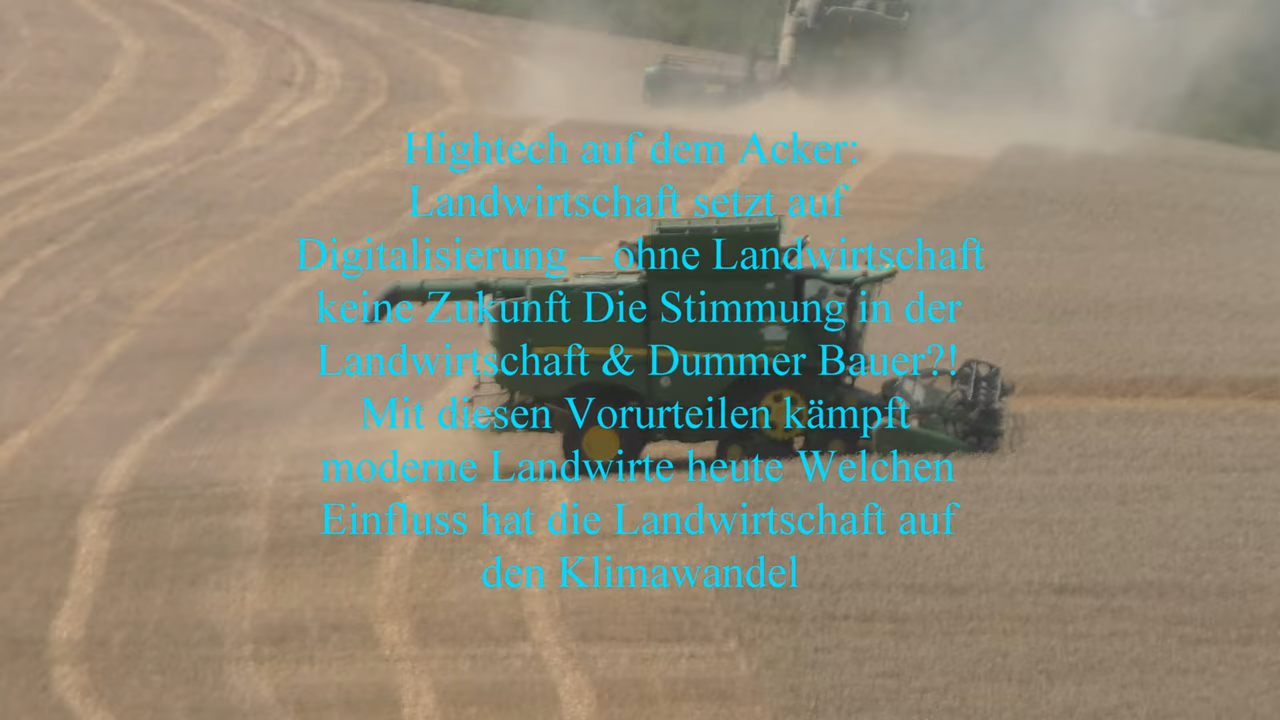 Hightech auf dem Acker:
Landwirtschaft setzt auf
Digitalisierung – ohne Landwirtschaft
keine Zukunft Die Stimmung in der
Landwirtschaft & Dummer Bauer?!
Mit diesen Vorurteilen kämpft
moderne Landwirte heute Welchen
Einfluss hat die Landwirtschaft auf
den Klimawandel